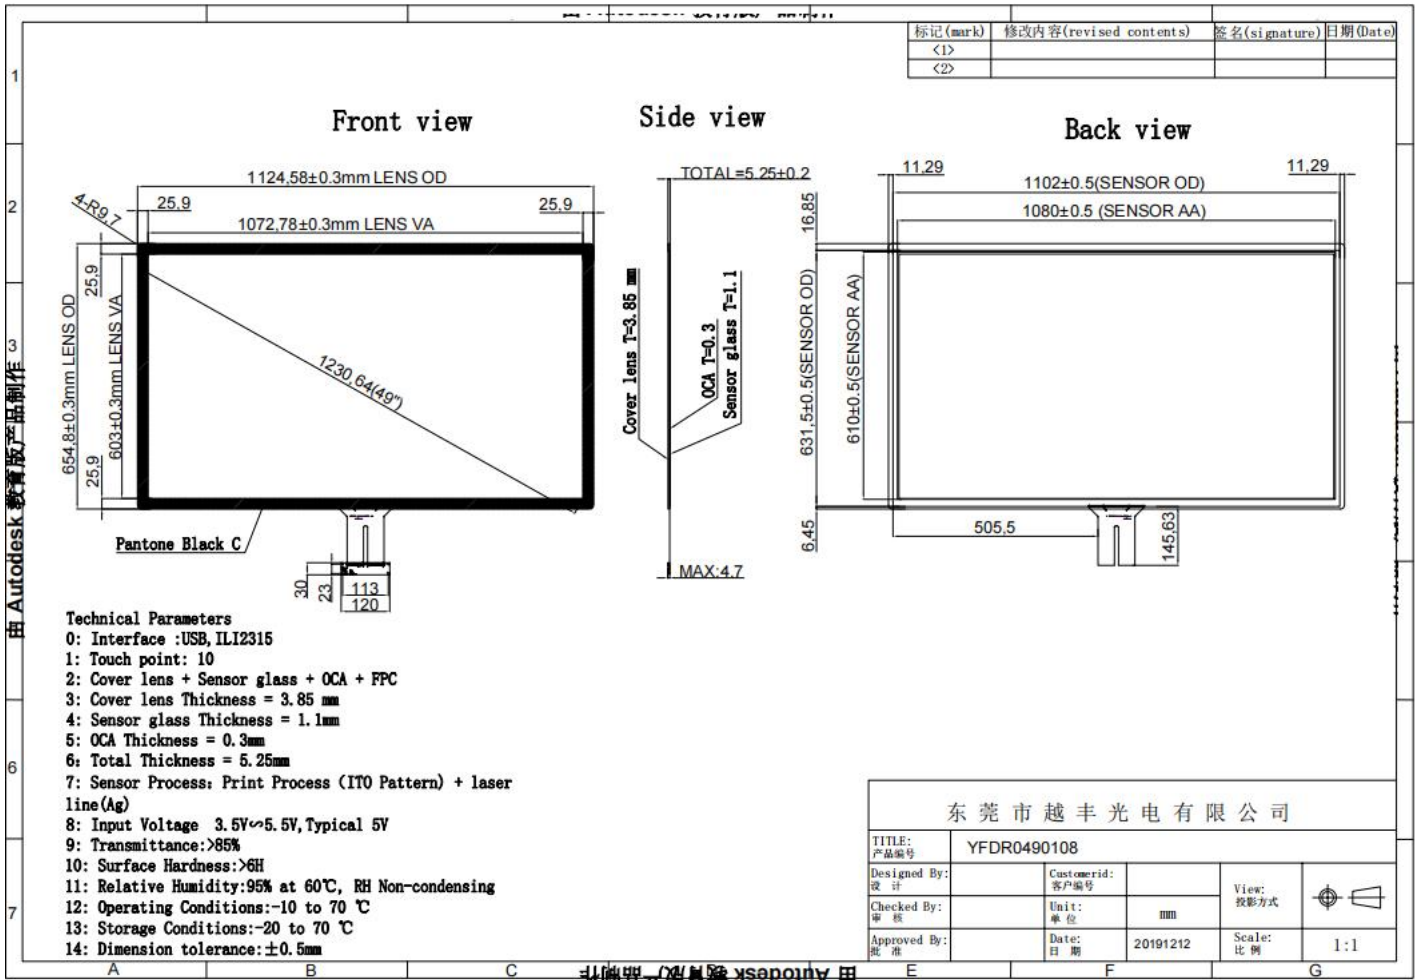 标记(mark) 修改内容(revised contents) 签名(signature) 日期(Date)
<1>
<2>
Front view
Side view
Back view
1124,58±0.3mm LENS OD
4-R9,7
25,9
25,9
1072,78±0.3mm LENS VA
654,8±0.3mm LENS OD
25,9
603±0.3mm LENS VA
25,9
1230,64(49")
Pantone Black C
30
23
113
120
TOTAL=5.25±0.2
Cover lens T=3.85 mm
OCA T=0.3
Sensor glass T=1.1
MAX:4.7
11,29
11,29
1102±0.5(SENSOR OD)
1080±0.5 (SENSOR AA)
16,85
631,5±0.5(SENSOR OD)
610±0.5(SENSOR AA)
6,45
505,5
145,63
Technical Parameters
0: Interface :USB,ILI2315
1: Touch point: 10
2: Cover lens + Sensor glass + OCA + FPC
3: Cover lens Thickness = 3.85 mm
4: Sensor glass Thickness = 1.1mm
5: OCA Thickness = 0.3mm
6: Total Thickness = 5.25mm
7: Sensor Process: Print Process (ITO Pattern) + laser
line(Ag)
8: Input Voltage 3.5V∽5.5V,Typical 5V
9: Transmittance:>85%
10: Surface Hardness:>6H
11: Relative Humidity:95% at 60℃, RH Non-condensing
12: Operating Conditions:-10 to 70 ℃
13: Storage Conditions:-20 to 70 ℃
14: Dimension tolerance:±0.5mm
东莞市越丰光电有限公司
TITLE: YFDR0490108
产品编号
Designed By: Customerid:
设 计 客户编号
View:
投影方式
Checked By: Unit: mm
审 核 单 位
Approved By: Date: 20191212 Scale: 1:1
批 准 日 期 比 例
1
2
3
6
7
A B C E F G
由 Autodesk 教育版产品制作
由 Autodesk 教育版产品制作